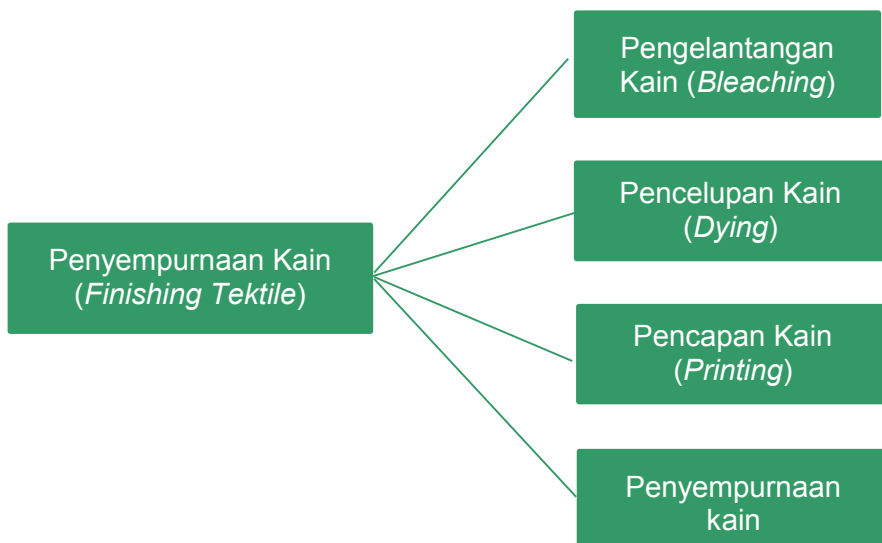 Pengelantangan
Kain (Bleaching)
Pencelupan Kain
(Dying)
Penyempurnaan Kain
(Finishing Tektile)
Pencapan Kain
(Printing)
Penyempurnaan
kain